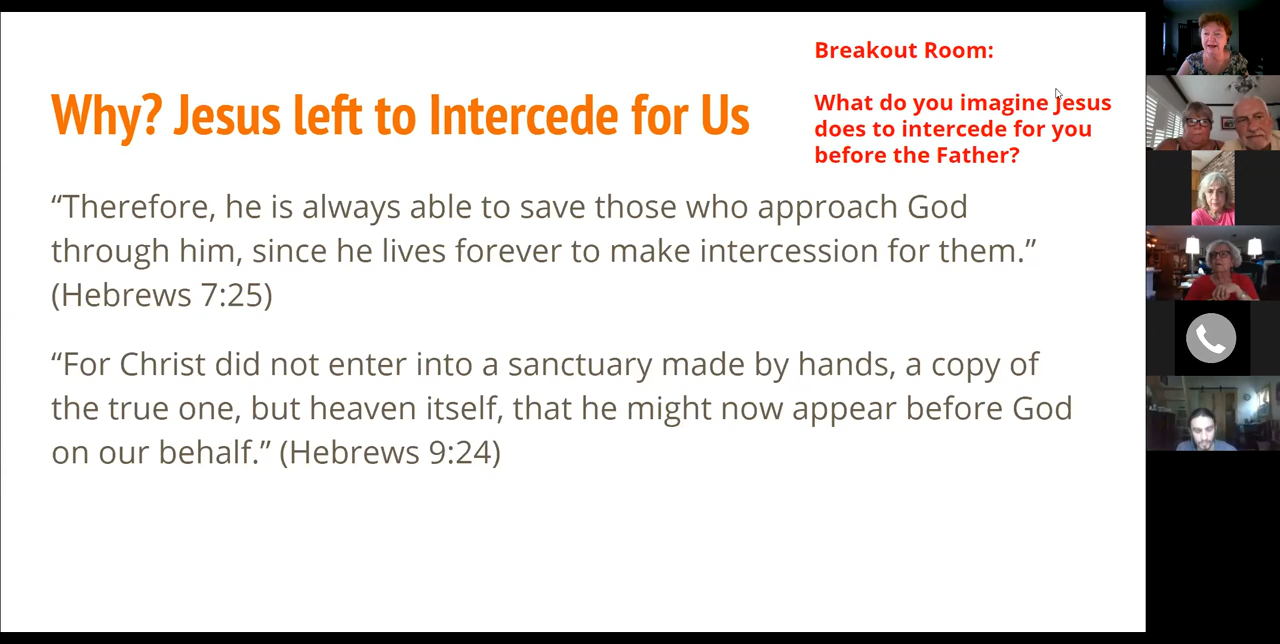 Breakout Room:
Why? Jesus left to Intercede for Us
What do you imagine Jesus
does to intercede for you
before the Father?
“Therefore, he is always able to save those who approach God
through him, since he lives forever to make intercession for them.”
(Hebrews 7:25)
“For Christ did not enter into a sanctuary made by hands, a copy of
the true one, but heaven itself, that he might now appear before God
on our behalf.” (Hebrews 9:24)